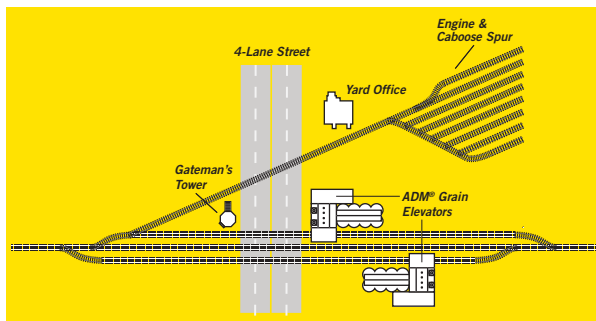 Engine &
Caboose Spur
4-Lane Street
Yard Office
Gateman's
Tower
ADM® Grain
Elevators